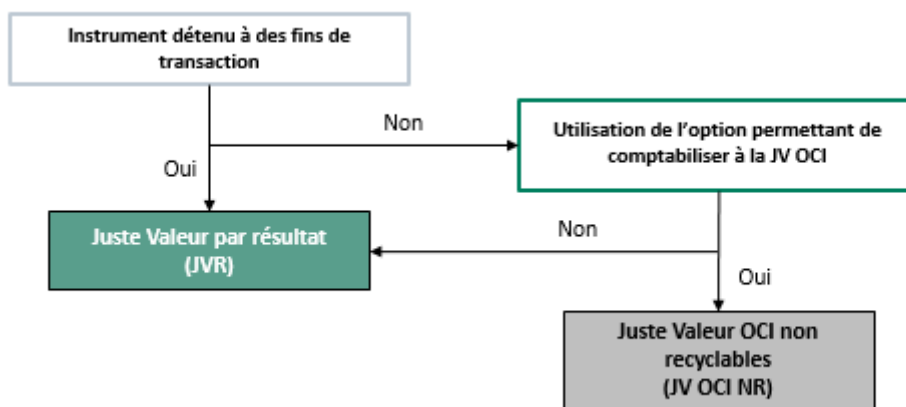 Instrument détenu à des fins de
transaction
Non
Utilisation de l'option permettant de
comptabiliser à la JV OCI
Oui
Juste Valeur par résultat
(JVR)
Non
Oui
Juste Valeur OCI non
recyclables
(JV OCI NR)